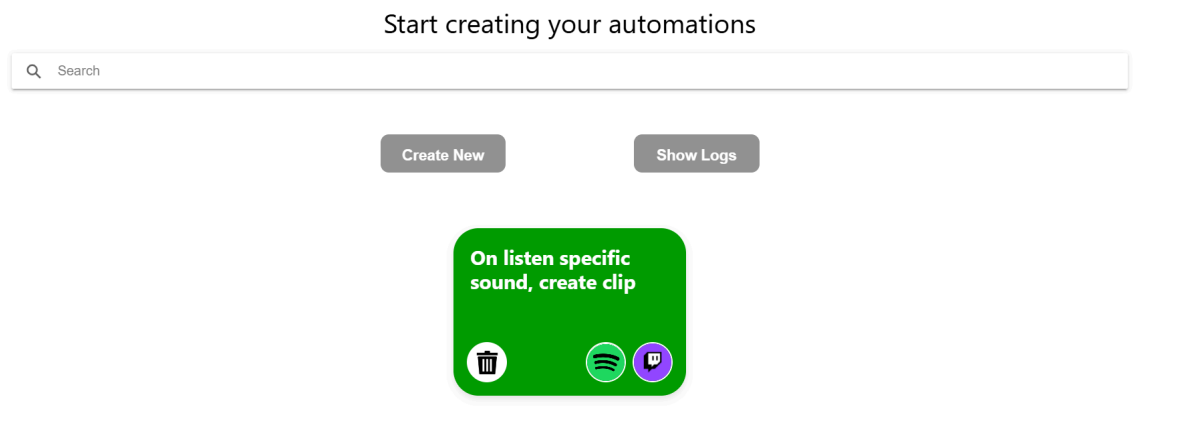 Start creating your automations
Search
Create New
Show Logs
On listen specific
sound, create clip